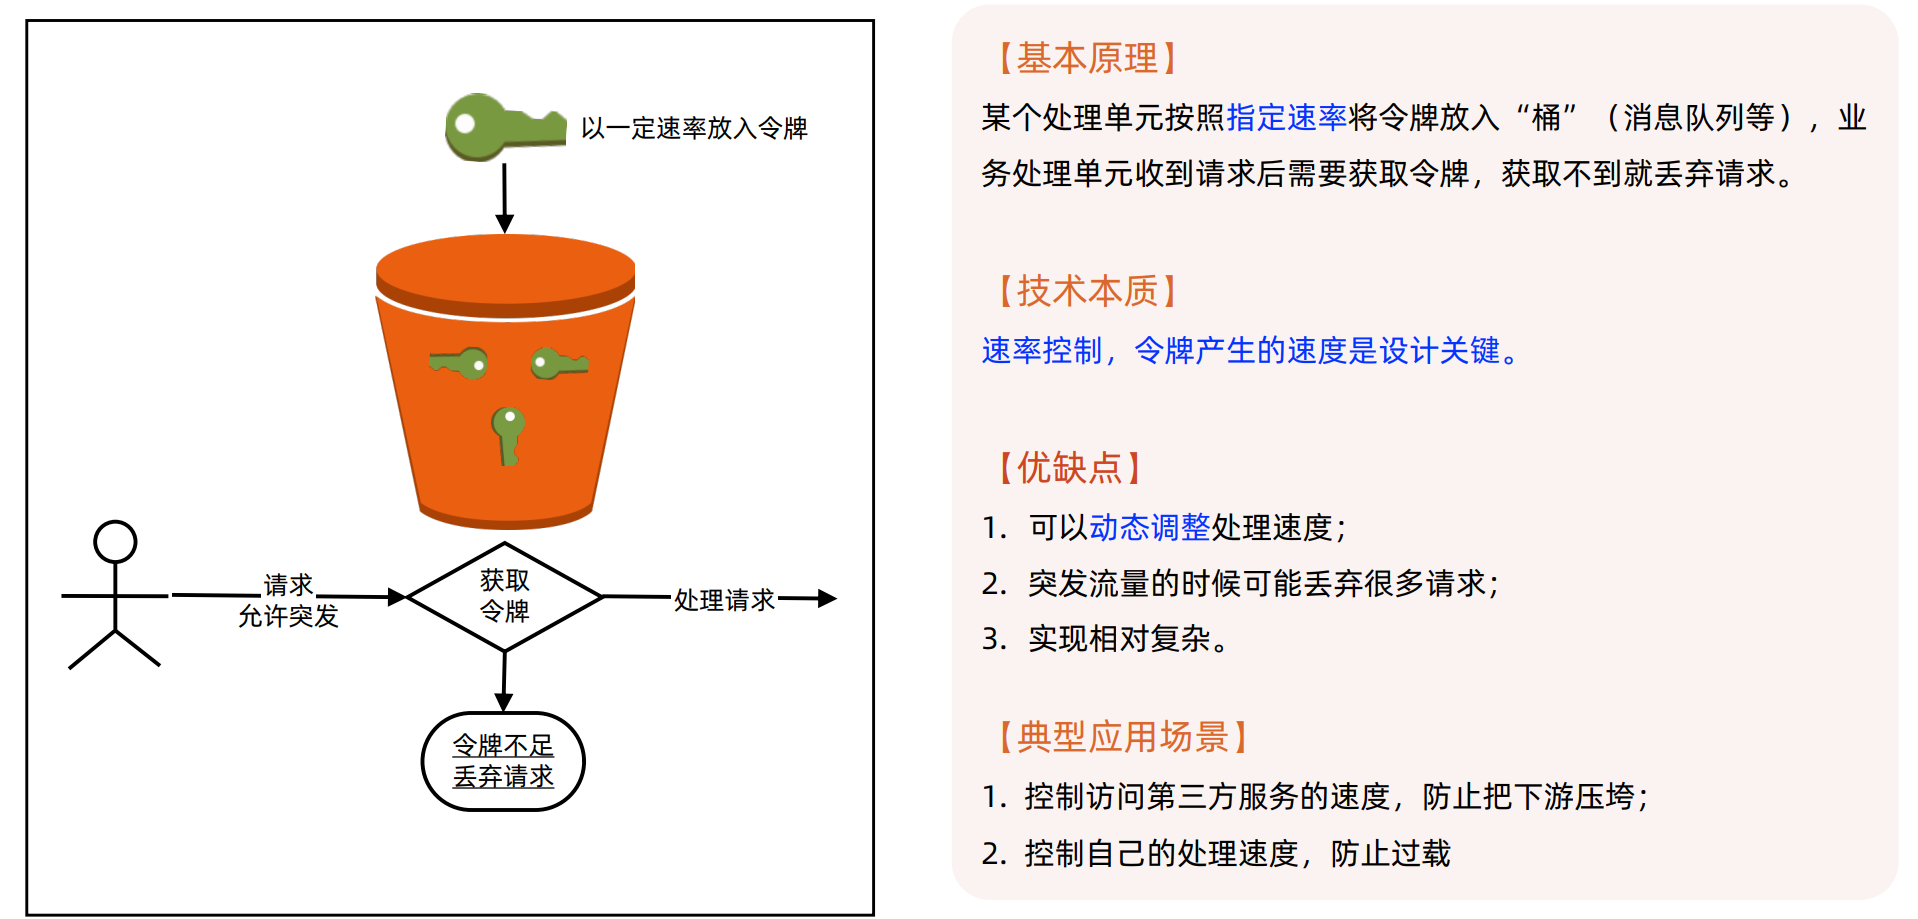 以一定速率放入令牌
请求
允许突发
获取
令牌
处理请求
令牌不足
丢弃请求
【基本原理】
某个处理单元按照指定速率将令牌放入“桶”（消息队列等），业
务处理单元收到请求后需要获取令牌，获取不到就丢弃请求。
【技术本质】
速率控制，令牌产生的速度是设计关键。
【优缺点】
1. 可以动态调整处理速度；
2. 突发流量的时候可能丢弃很多请求；
3. 实现相对复杂。
【典型应用场景】
1. 控制访问第三方服务的速度，防止把下游压垮；
2. 控制自己的处理速度，防止过载